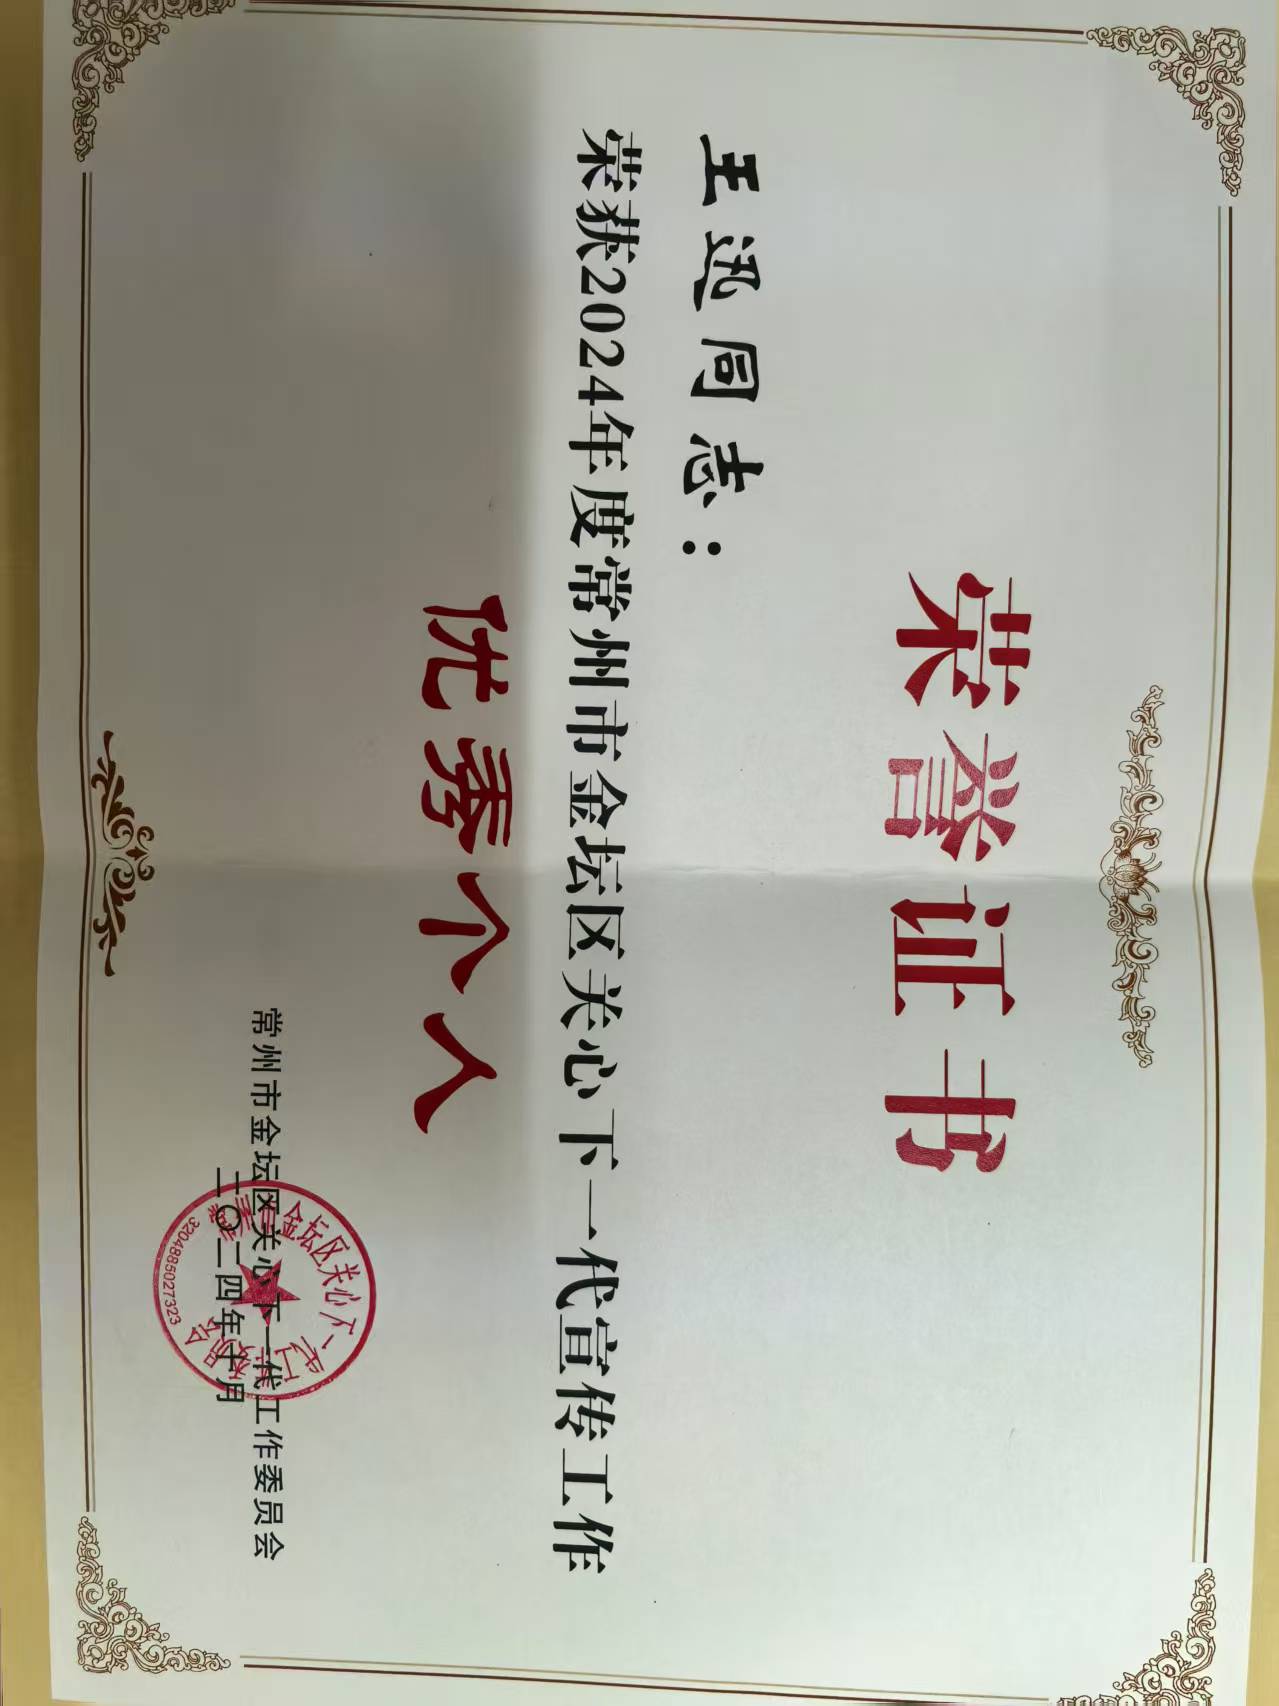 荣誉证书
王迅同志：
荣获2024年度常州市金坛区关心下一代宣传工作
优秀个人
常州市金坛区关心下一代工作委员会
二〇二四年十月
3204885027323